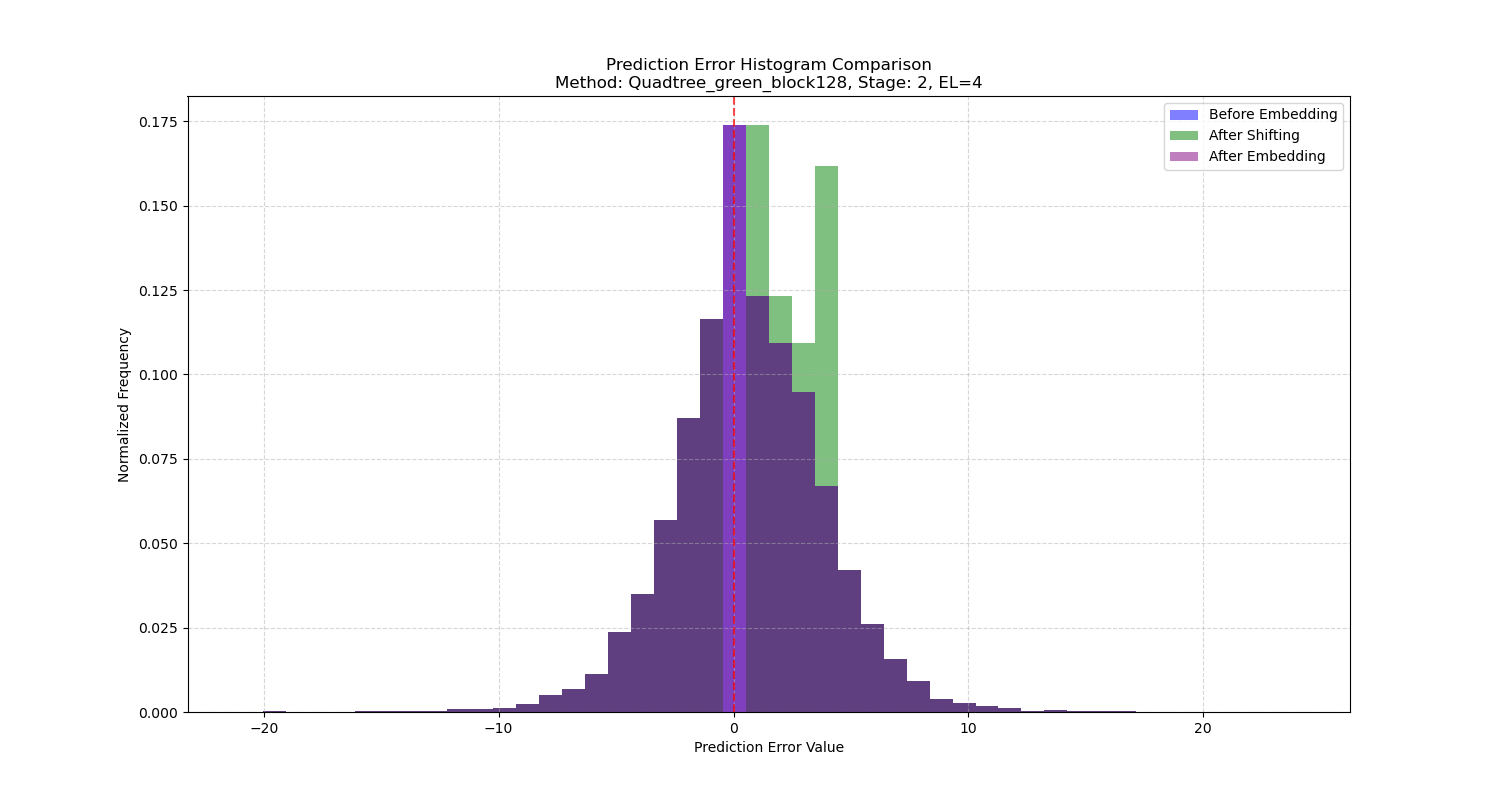 Prediction Error Histogram Comparison
Method: Quadtree_green_block128, Stage: 2, EL=4
Before Embedding
After Shifting
After Embedding
0.175
0.150
0.125
0.100
0.075
0.050
0.025
0.000
Normalized Frequency
−20
−10
0
10
20
Prediction Error Value